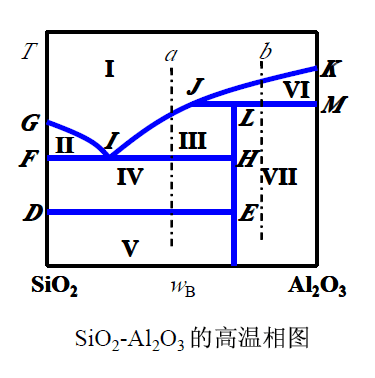 T a b
I
J K
VI
G L M
II I III
F H
IV VII
D E
V
SiO₂ wB Al₂O₃
SiO₂-Al₂O₃的高温相图